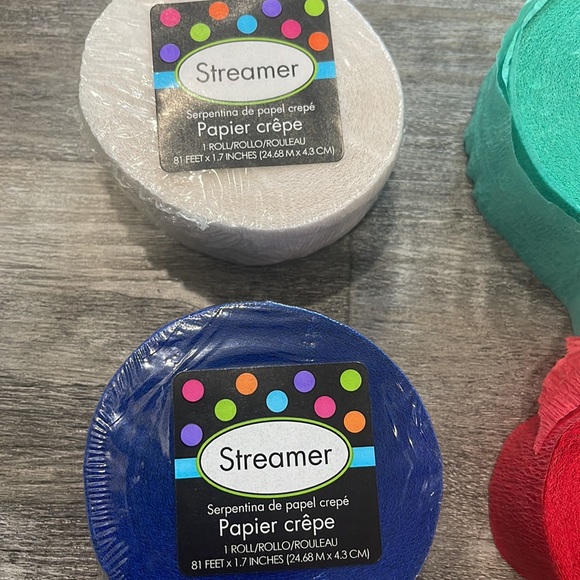 Streamer
Serpentina de papel crepé
Papier crêpe
1 ROLL/ROLLO/ROULEAU
81 FEET x 1.7 INCHES (24.68 M x 4.3 CM)
Streamer
Serpentina de papel crepé
Papier crêpe
1 ROLL/ROLLO/ROULEAU
81 FEET x 1.7 INCHES (24.68 M x 4.3 CM)